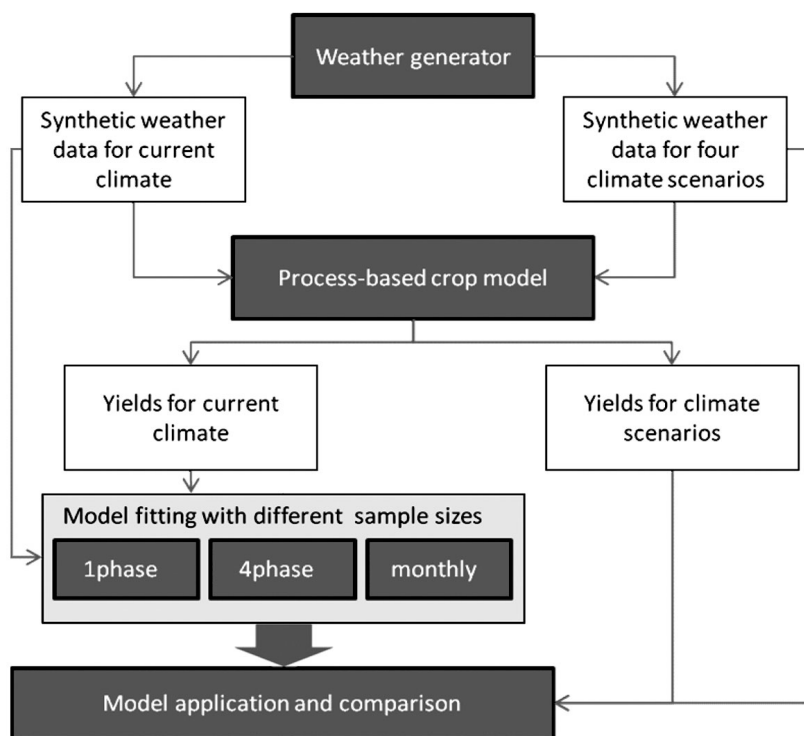 Weather generator
Synthetic weather
data for current
climate
Synthetic weather
data for four
climate scenarios
Process-based crop model
Yields for current
climate
Yields for climate
scenarios
Model fitting with different sample sizes
1phase
4phase
monthly
Model application and comparison